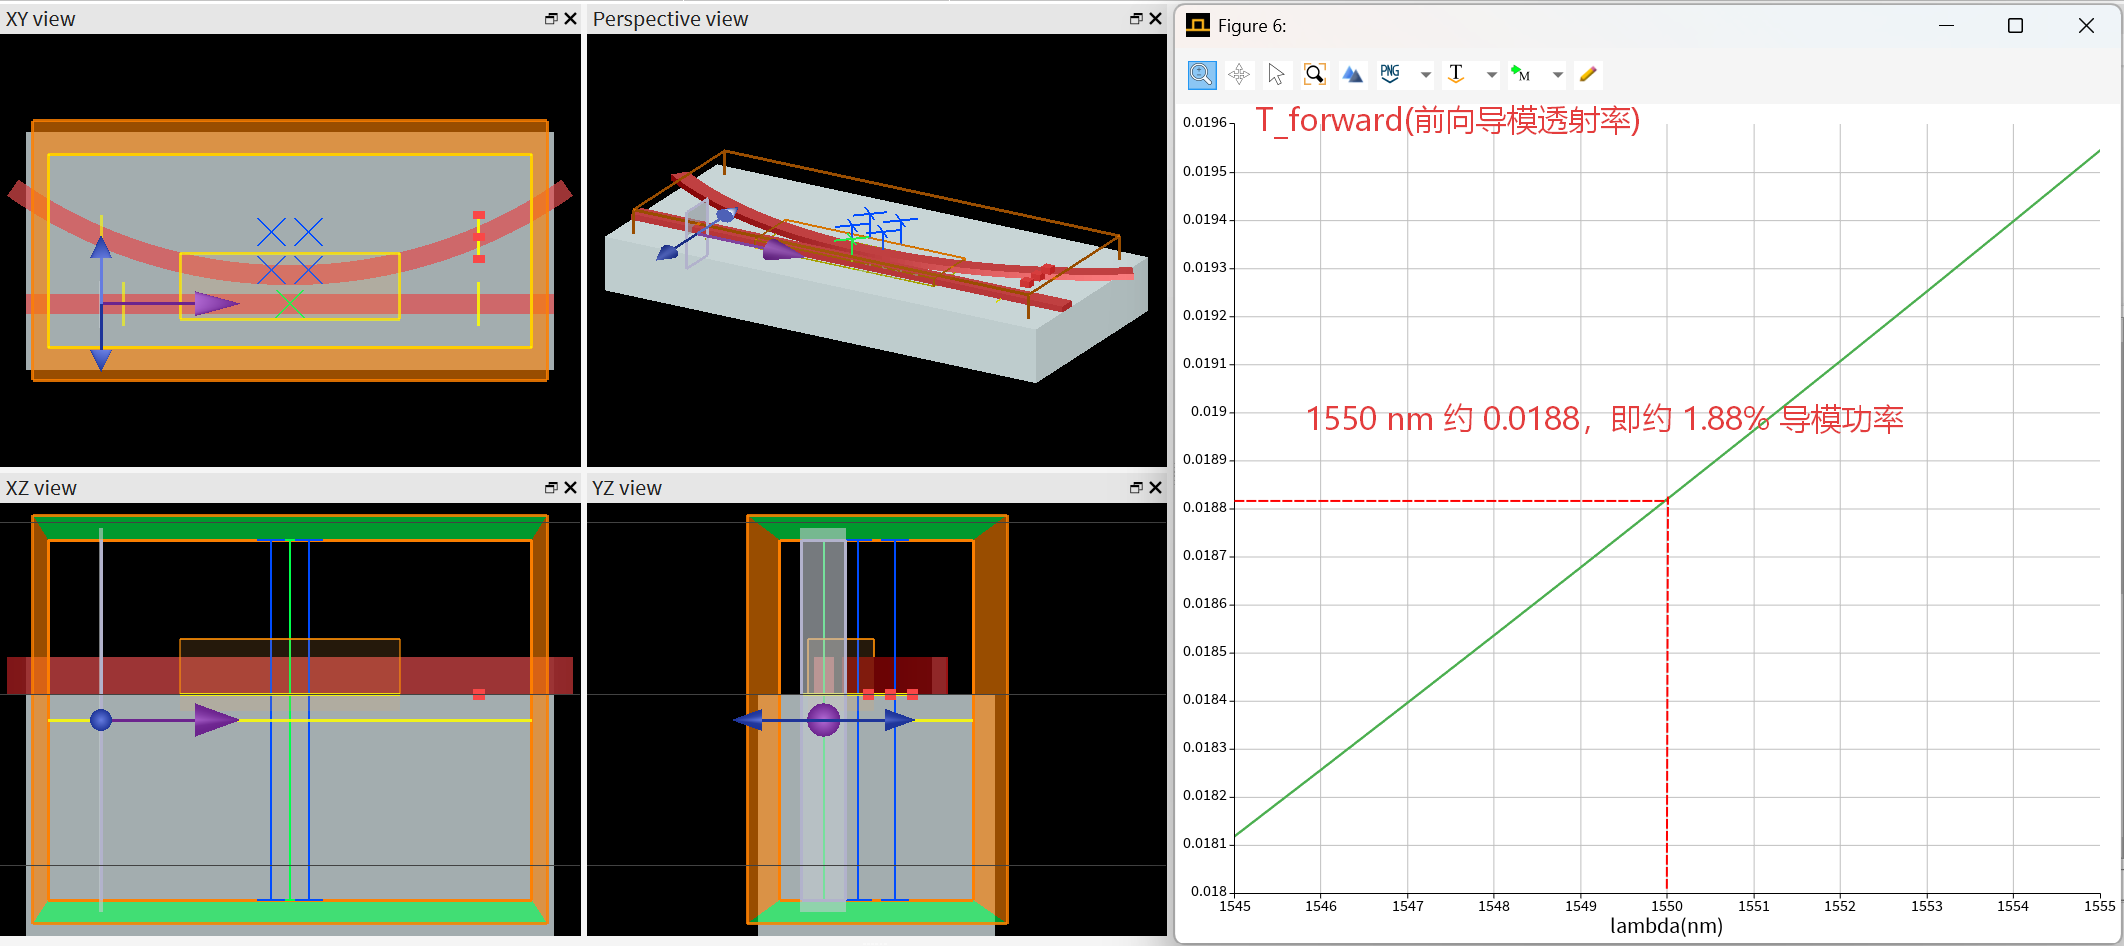 XY view
Perspective view
XZ view
YZ view
Figure 6:
PNG
T
M
T_forward(前向导模透射率)
1550 nm 约 0.0188，即约 1.88% 导模功率
0.0196
0.0195
0.0194
0.0193
0.0192
0.0191
0.019
0.0189
0.0188
0.0187
0.0186
0.0185
0.0184
0.0183
0.0182
0.0181
0.018
1545 1546 1547 1548 1549 1550 1551 1552 1553 1554 1555
lambda(nm)